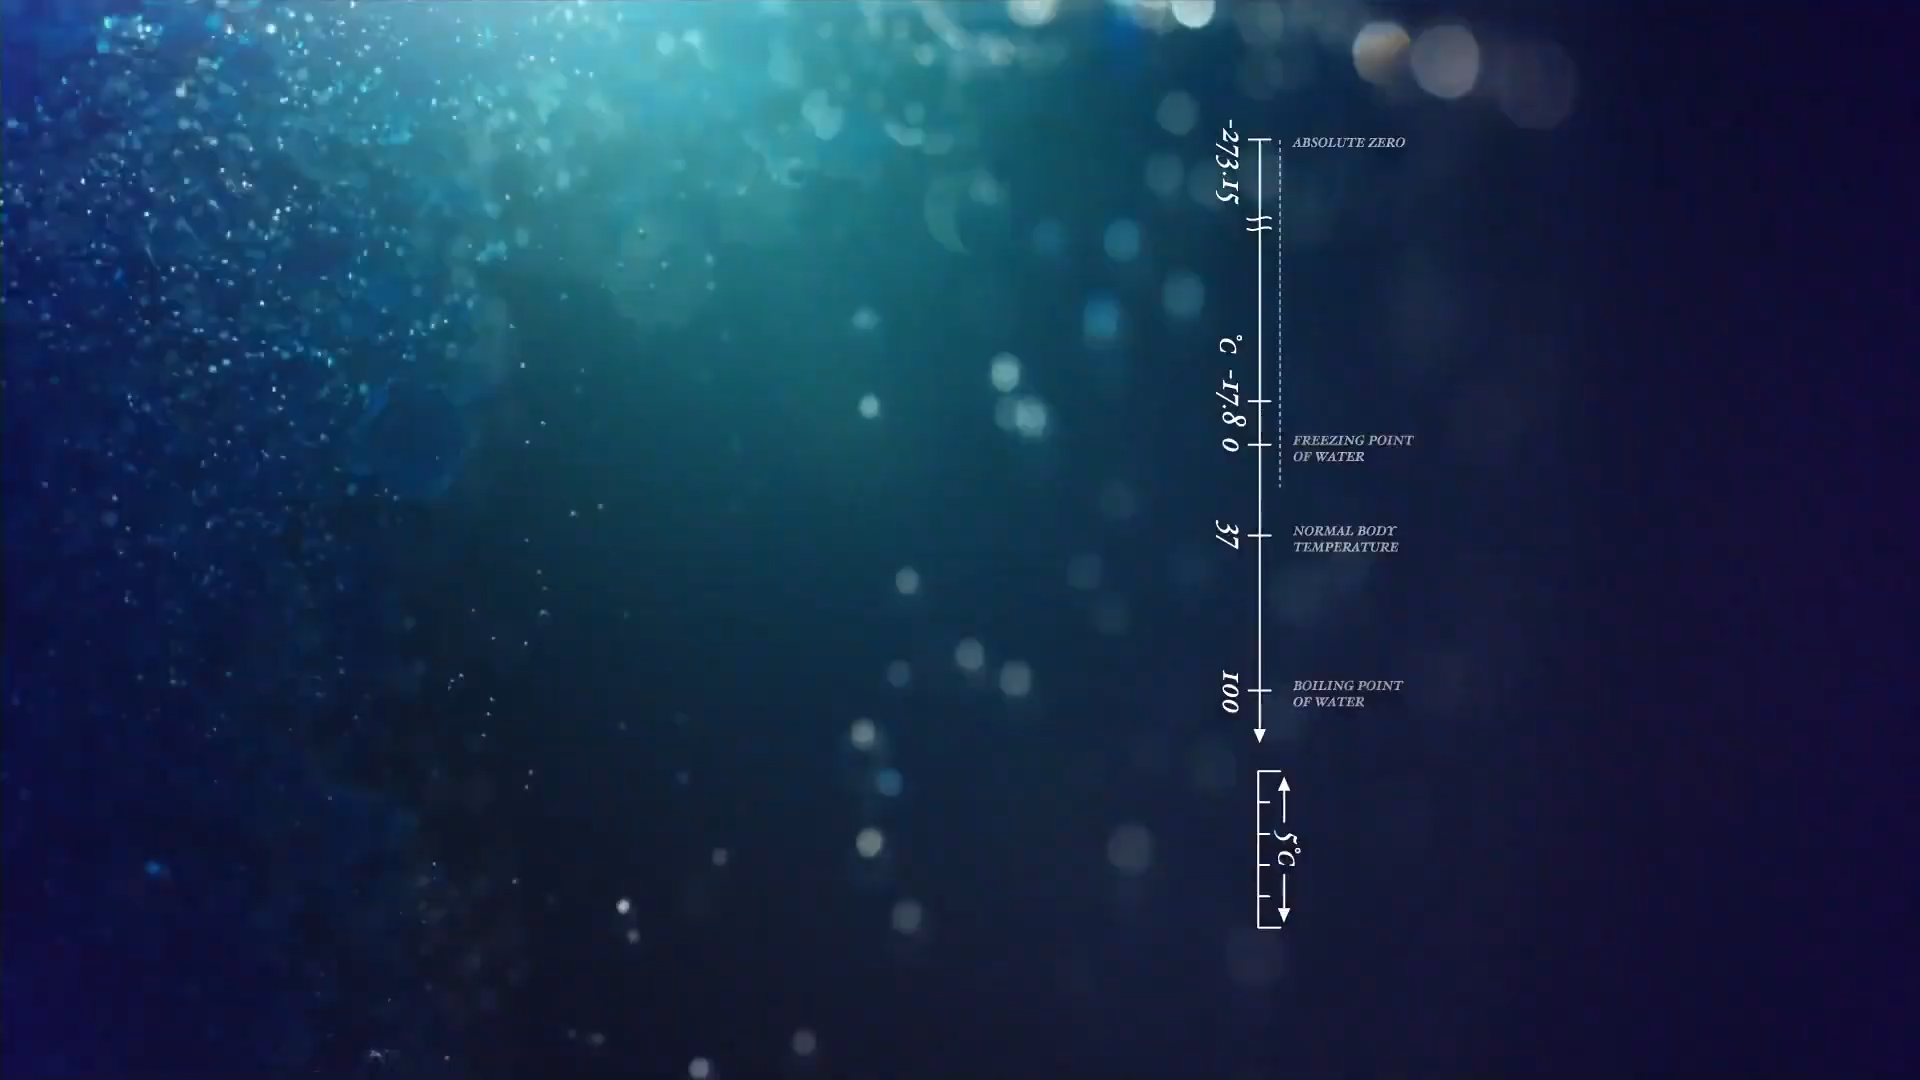 -273.15
ABSOLUTE ZERO
°C
-17.8
0
FREEZING POINT
OF WATER
37
NORMAL BODY
TEMPERATURE
100
BOILING POINT
OF WATER
5°C